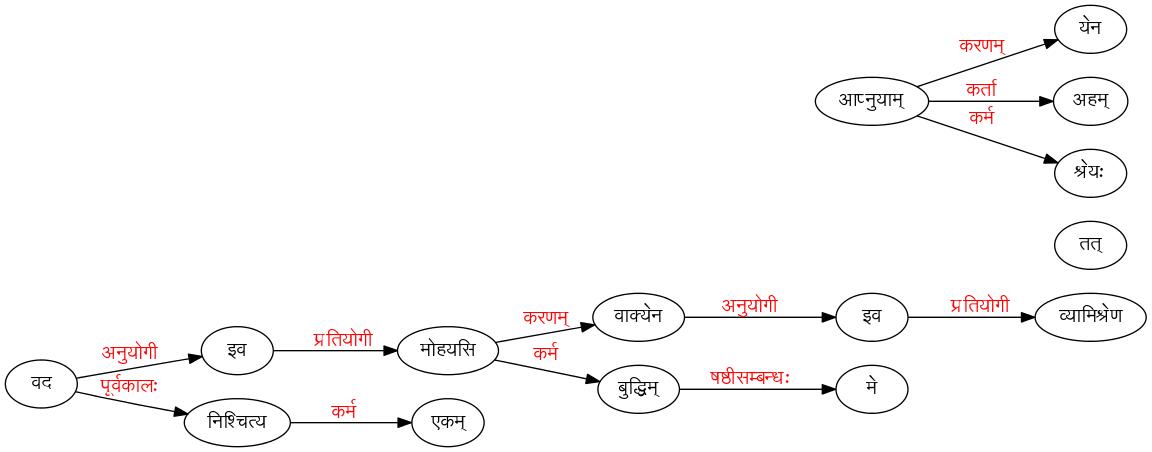 येन
करणम्
आप्नुयाम् कर्ता अहम्
कर्म
श्रेयः
तत्
वाक्येन अनुयोगी इव प्रतियोगी व्यामिश्रेण
करणम्
इव प्रतियोगी मोहयसि
अनुयोगी
कर्म
वद
पूर्वकालः
बुद्धिम् षष्ठीसम्बन्धः मे
निश्चित्य कर्म एकम्